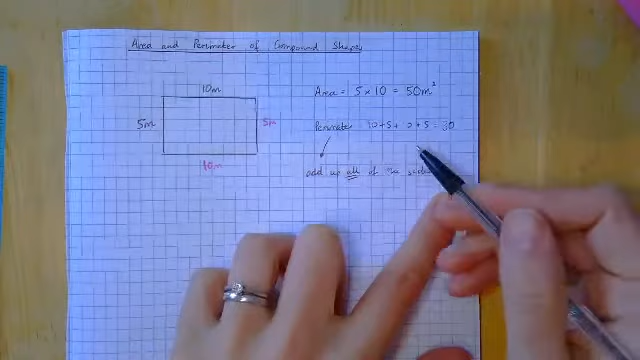 Area and Perimeter of Compound Shapes
10m
5m
5m
10m
Area = 5 x 10 = 50m²
Perimeter 10+5+ 0+5 = 30
add up all of the sides